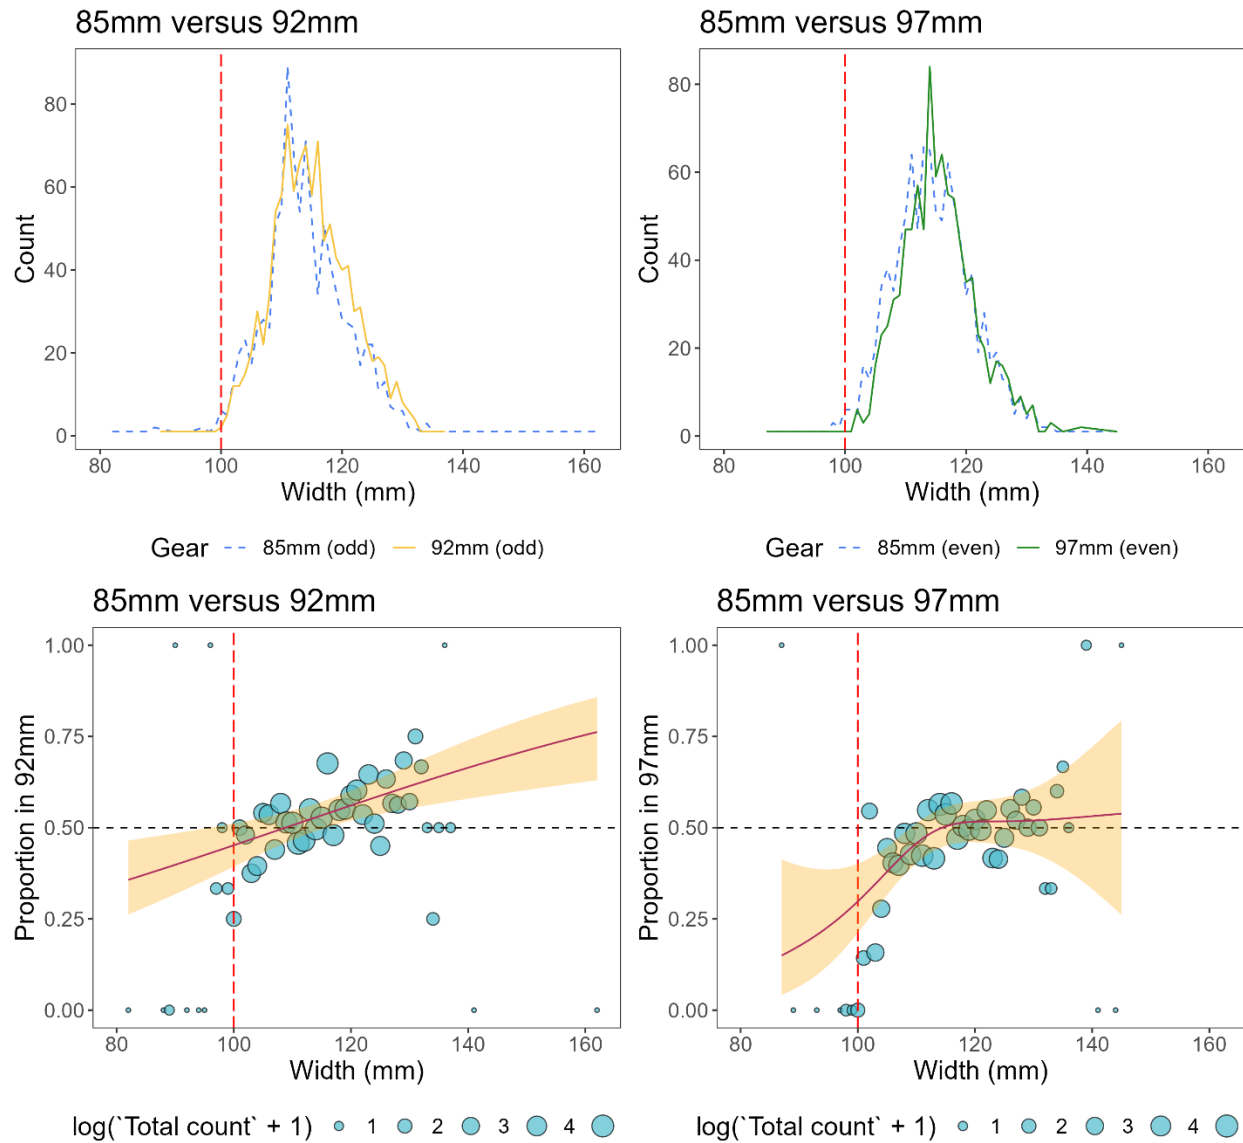 85mm versus 92mm
85mm versus 97mm
Count
80
60
40
20
0
80 100 120 140 160
Width (mm)
Gear 85mm (odd) 92mm (odd)
Count
80
60
40
20
0
80 100 120 140 160
Width (mm)
Gear 85mm (even) 97mm (even)
85mm versus 92mm
85mm versus 97mm
Proportion in 92mm
1.00
0.75
0.50
0.25
0.00
80 100 120 140 160
Width (mm)
log(`Total count` + 1) 1 2 3 4
Proportion in 97mm
1.00
0.75
0.50
0.25
0.00
80 100 120 140 160
Width (mm)
log(`Total count` + 1) 1 2 3 4